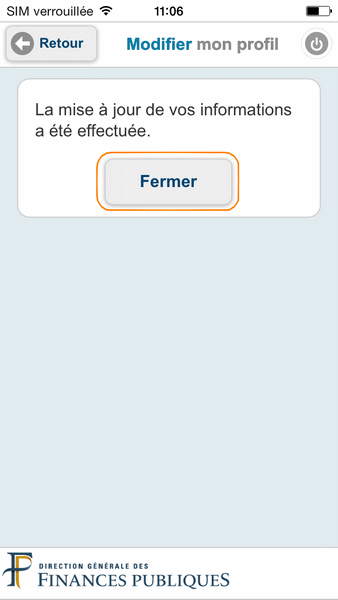 SIM verrouillée 11:06
Retour Modifier mon profil
La mise à jour de vos informations
a été effectuée.
Fermer
DIRECTION GÉNÉRALE DES
FINANCES PUBLIQUES